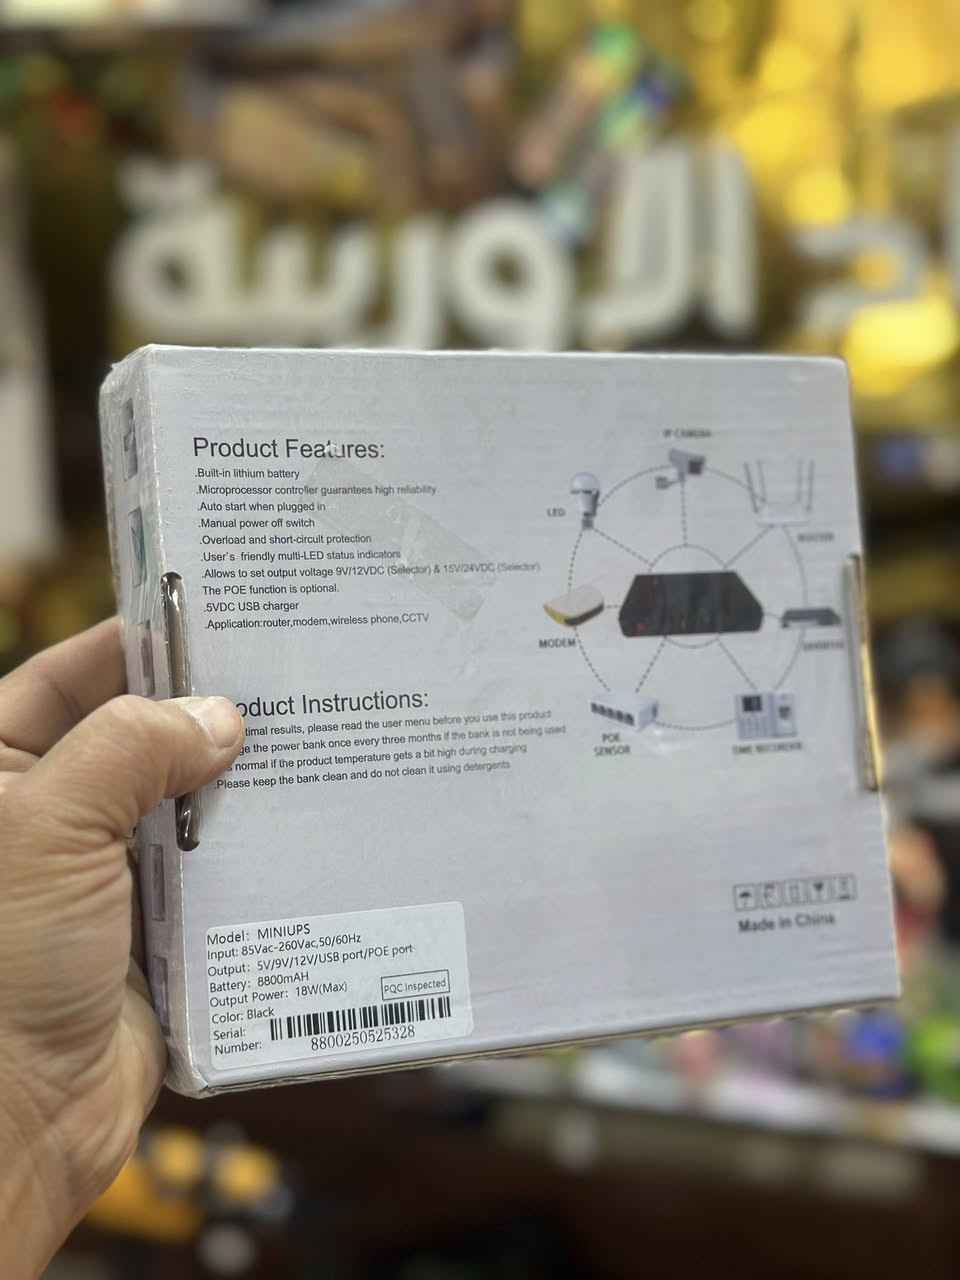 الاوربية
Product Features:
.Built-in lithium battery
.Microprocessor controller guarantees high reliability
.Auto start when plugged in
.Manual power off switch
.Overload and short-circuit protection
.User`s friendly multi-LED status indicators
.Allows to set output voltage 9V/12VDC (Selector) & 15V/24VDC (Selector).
The POE function is optional.
.5VDC USB charger
.Application:router,modem,wireless phone,CCTV
IP CAMERA
LED
ROUTER
MODEM
POE
SENSOR
TIME RECORDER
oduct Instructions:
timal results, please read the user menu before you use this product
ge the power bank once every three months if the bank is not being used
s normal if the product temperature gets a bit high during charging
.Please keep the bank clean and do not clean it using detergents
Made in China
Model: MINIUPS
Input: 85Vac-260Vac,50/60Hz
Output: 5V/9V/12V/USB port/POE port
Battery: 8800mAH
Output Power: 18W(Max)
PQC Inspected
Color: Black
Serial:
Number:
8800250525328